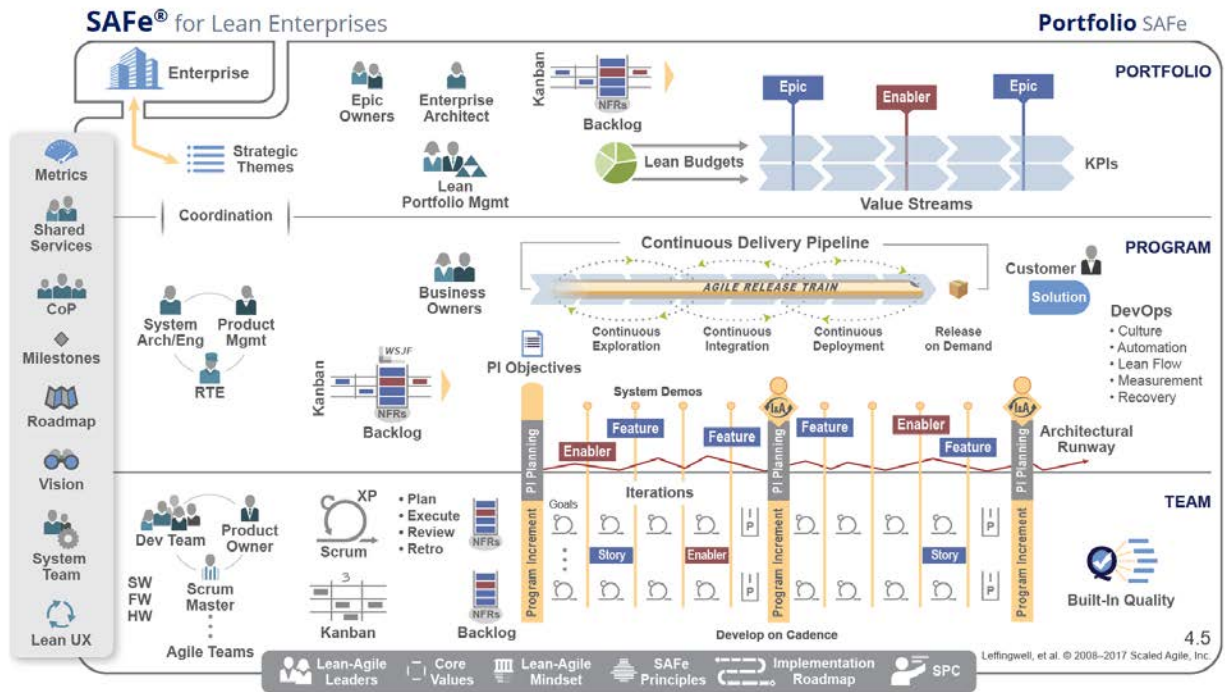 SAFe® for Lean Enterprises
Portfolio SAFe
Enterprise
Strategic
Themes
Coordination
Epic
Owners
Enterprise
Architect
Lean
Portfolio Mgmt
Kanban
NFRs
Backlog
Lean Budgets
Epic
Enabler
Epic
Value Streams
KPIs
PORTFOLIO
Metrics
Shared
Services
CoP
Milestones
Roadmap
Vision
System
Team
Lean UX
System
Arch/Eng
Product
Mgmt
RTE
Business
Owners
Kanban
WSJF
NFRs
Backlog
Continuous Delivery Pipeline
AGILE RELEASE TRAIN
Continuous
Exploration
Continuous
Integration
Continuous
Deployment
Release
on Demand
Customer
Solution
PROGRAM
DevOps
• Culture
• Automation
• Lean Flow
• Measurement
• Recovery
PI Objectives
System Demos
Enabler
Feature
Feature
I&A
Feature
Enabler
Feature
I&A
Architectural
Runway
PI Planning
PI Planning
PI Planning
Program Increment
Program Increment
Program Increment
Dev Team
Product
Owner
Scrum
Master
SW
FW
HW
Agile Teams
XP
Scrum
• Plan
• Execute
• Review
• Retro
3
Kanban
NFRs
NFRs
Backlog
Iterations
Goals
Story
Enabler
Story
I P
I P
I P
I P
Develop on Cadence
TEAM
Built-In Quality
4.5
Leffingwell, et al. © 2008–2017 Scaled Agile, Inc.
Lean-Agile
Leaders
Core
Values
Lean-Agile
Mindset
SAFe
Principles
Implementation
Roadmap
SPC